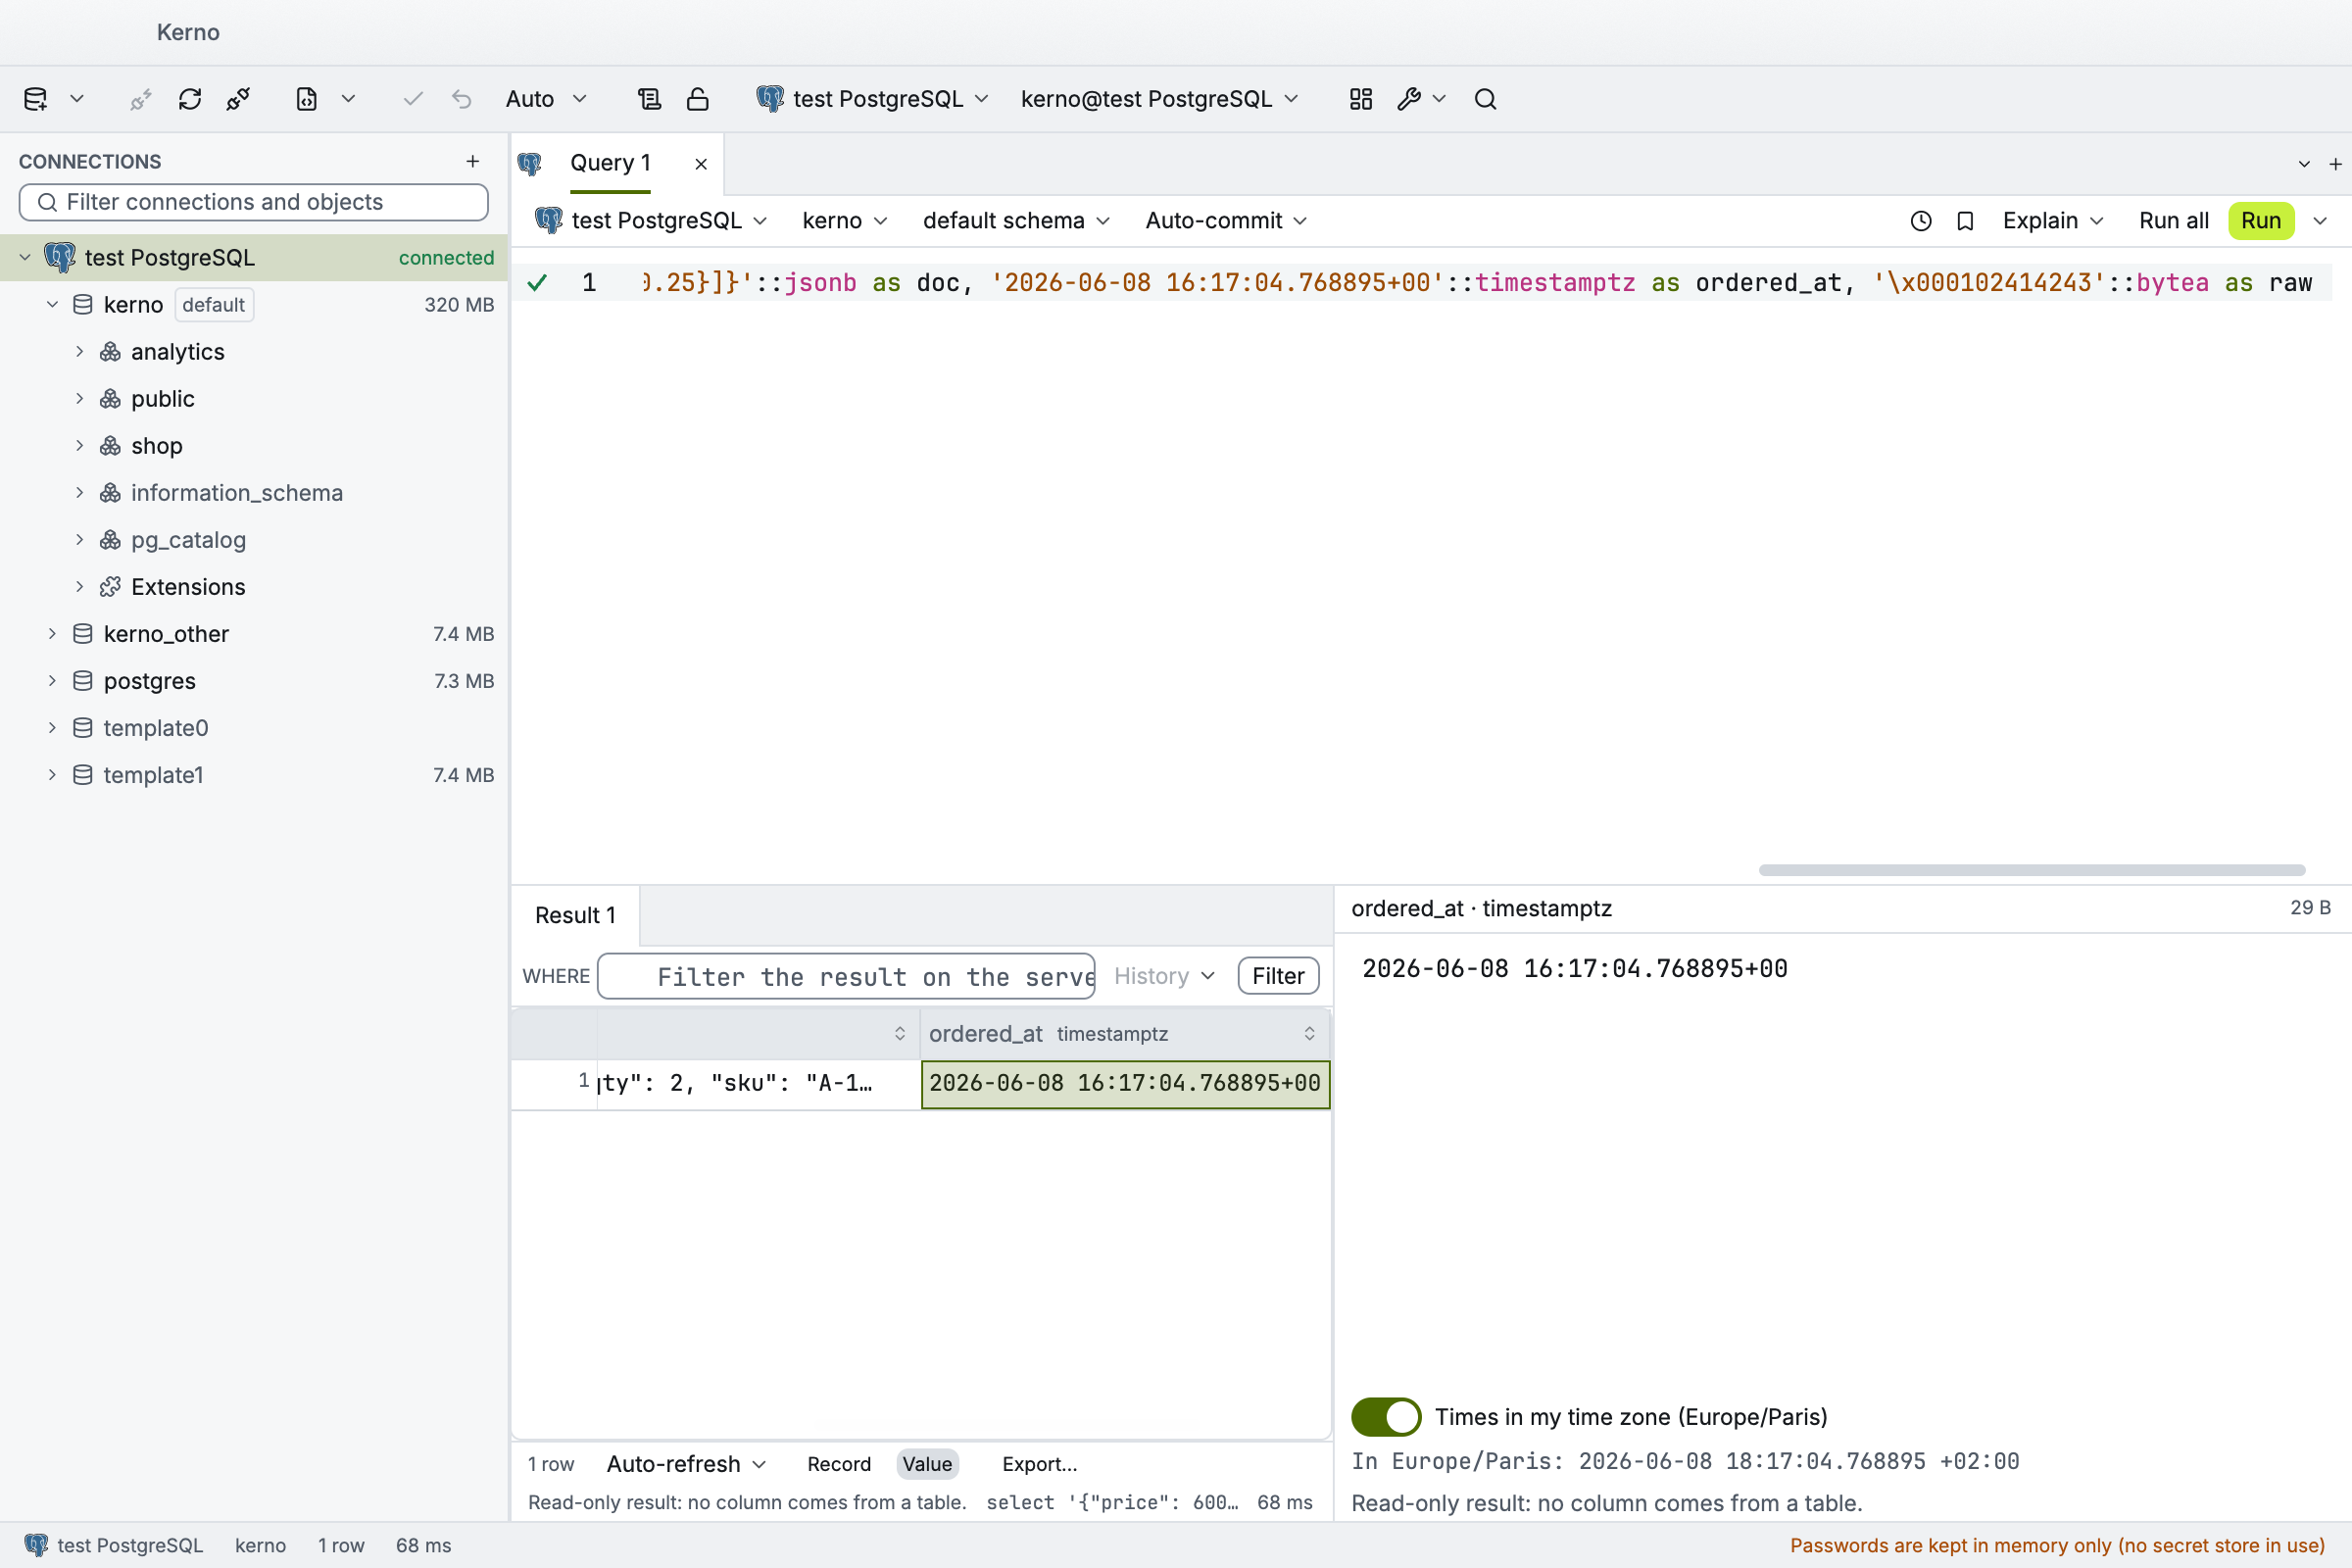 Kerno
Auto
test PostgreSQL
kerno@test PostgreSQL
CONNECTIONS
Filter connections and objects
test PostgreSQL connected
kerno default 320 MB
analytics
public
shop
information_schema
pg_catalog
Extensions
kerno_other 7.4 MB
postgres 7.3 MB
template0
template1 7.4 MB
Query 1
test PostgreSQL kerno default schema Auto-commit Explain Run all Run
1 0.25}]}'::jsonb as doc, '2026-06-08 16:17:04.768895+00'::timestamptz as ordered_at, '\x000102414243'::bytea as raw
Result 1
WHERE Filter the result on the serve History Filter
ordered_at timestamptz
1 qty": 2, "sku": "A-1… 2026-06-08 16:17:04.768895+00
1 row Auto-refresh Record Value Export...
Read-only result: no column comes from a table. select '{"price": 600… 68 ms
ordered_at · timestamptz 29 B
2026-06-08 16:17:04.768895+00
Times in my time zone (Europe/Paris)
In Europe/Paris: 2026-06-08 18:17:04.768895 +02:00
Read-only result: no column comes from a table.
test PostgreSQL kerno 1 row 68 ms
Passwords are kept in memory only (no secret store in use)